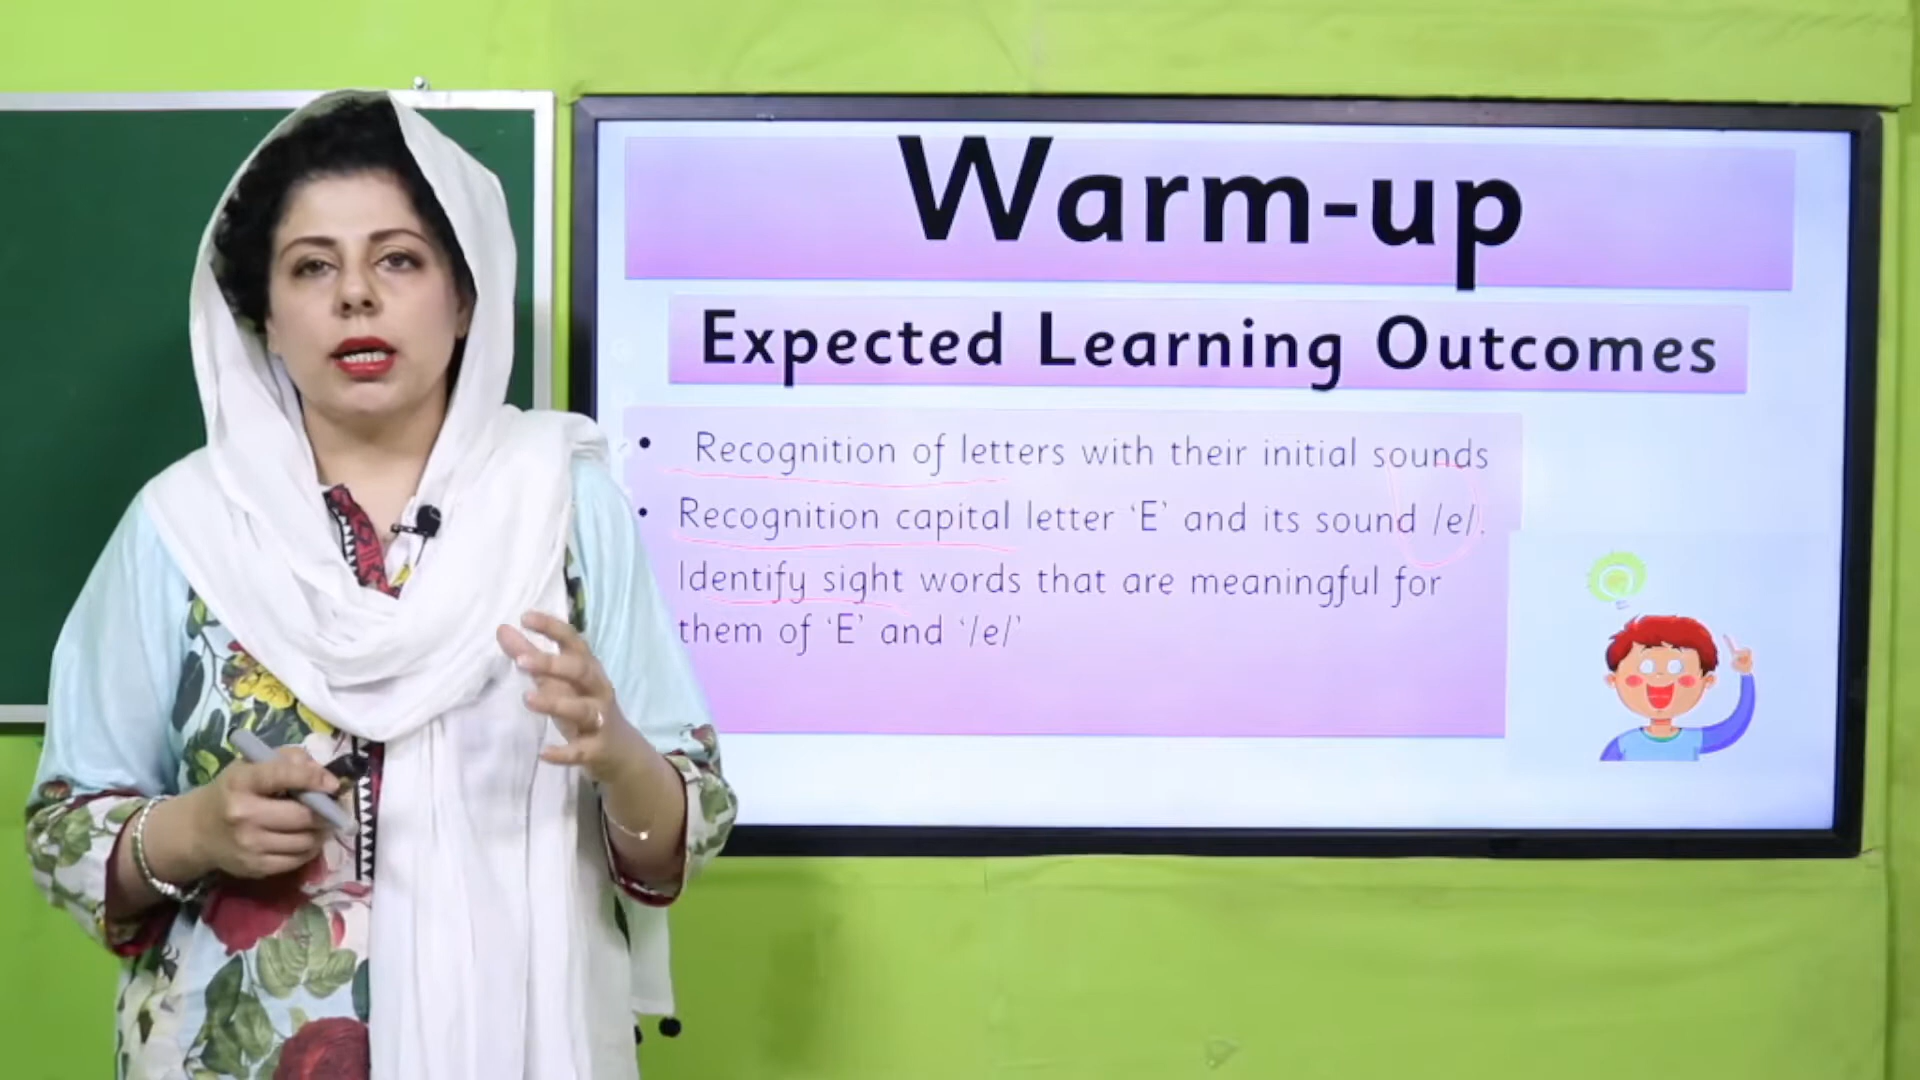 Warm-up
Expected Learning Outcomes
• Recognition of letters with their initial sounds
• Recognition capital letter ‘E’ and its sound /e/.
Identify sight words that are meaningful for
them of ‘E’ and ‘/e/’